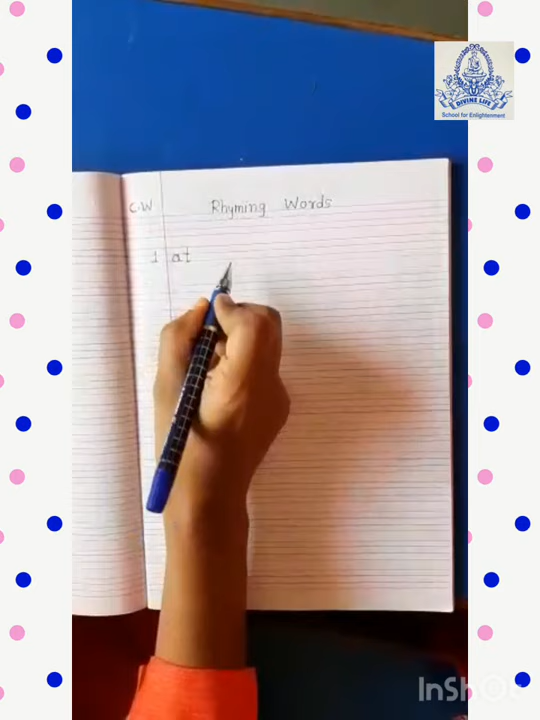 DIVINE LIFE
School for Enlightenment
C.W Rhyming Words
1 at
InShOt